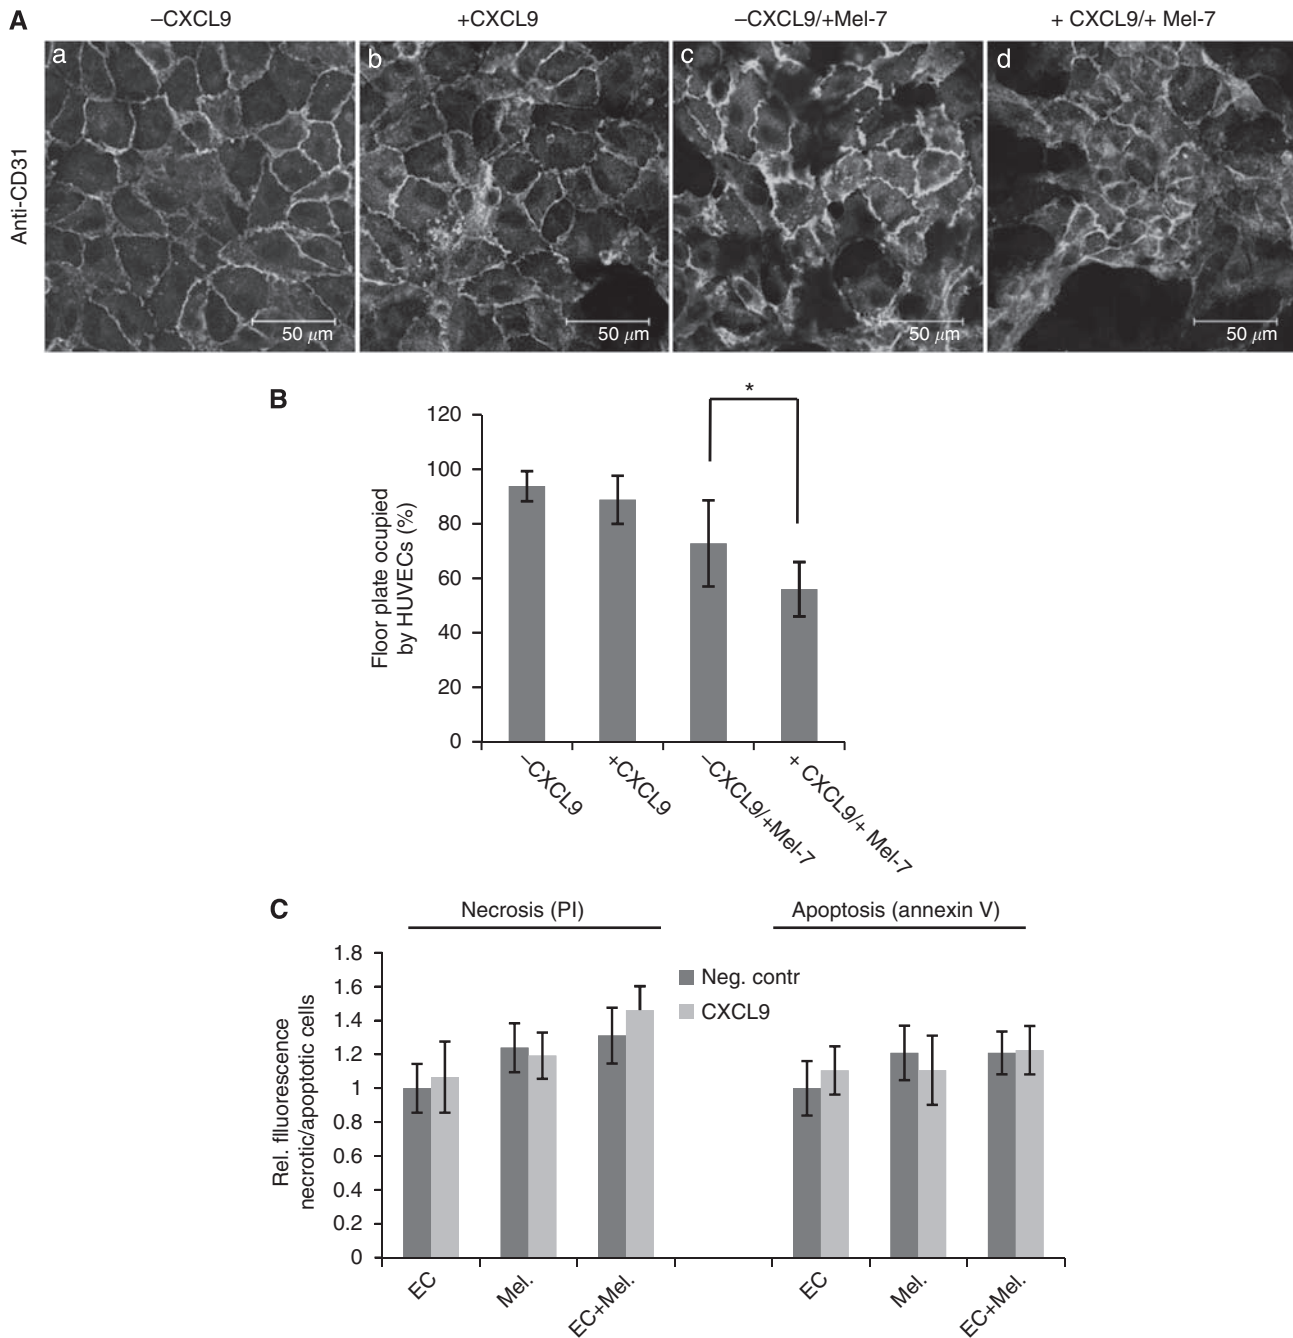 A
–CXCL9
+CXCL9
–CXCL9/+Mel-7
+ CXCL9/+ Mel-7
Anti-CD31
a
b
c
d
50 μm
50 μm
50 μm
50 μm
B
*
Floor plate ocupied
by HUVECs (%)
120
100
80
60
40
20
0
–CXCL9
+CXCL9
–CXCL9/+Mel-7
+ CXCL9/+ Mel-7
C
Necrosis (PI)
Apoptosis (annexin V)
Rel. flluorescence
necrotic/apoptotic cells
1.8
1.6
1.4
1.2
1
0.8
0.6
0.4
0.2
0
Neg. contr
CXCL9
EC
Mel.
EC+Mel.
EC
Mel.
EC+Mel.